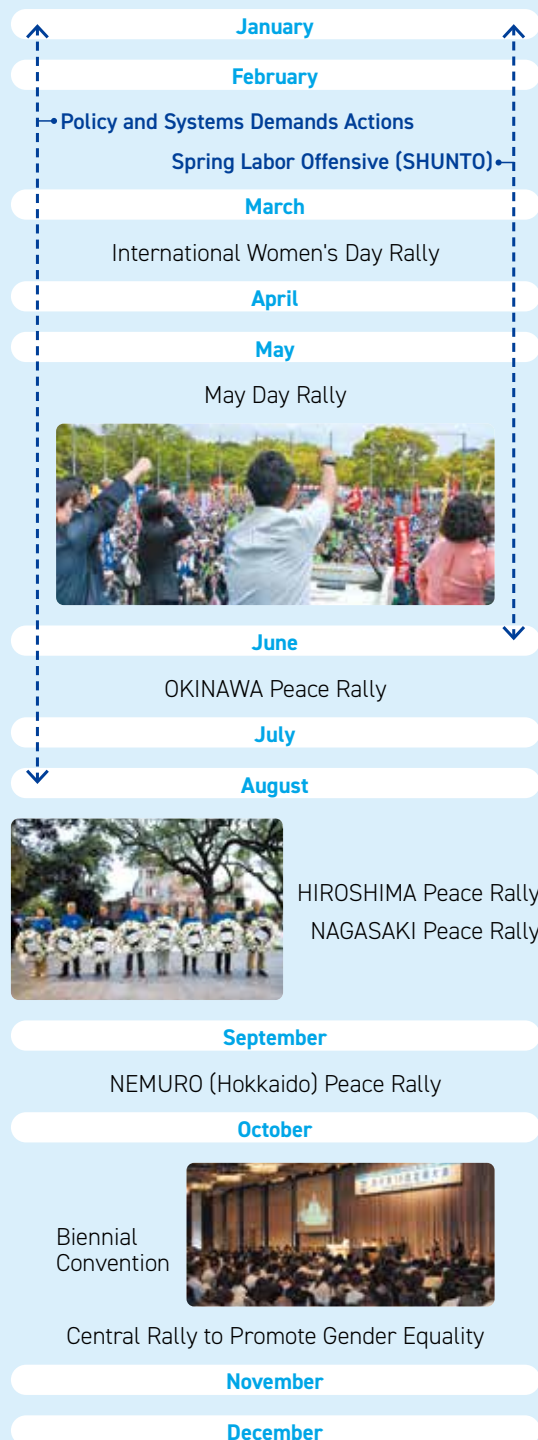 January
February
Policy and Systems Demands Actions
Spring Labor Offensive (SHUNTO)
March
International Women's Day Rally
April
May
May Day Rally
June
OKINAWA Peace Rally
July
August
HIROSHIMA Peace Rally
NAGASAKI Peace Rally
September
NEMURO (Hokkaido) Peace Rally
October
Biennial
Convention
Central Rally to Promote Gender Equality
November
December